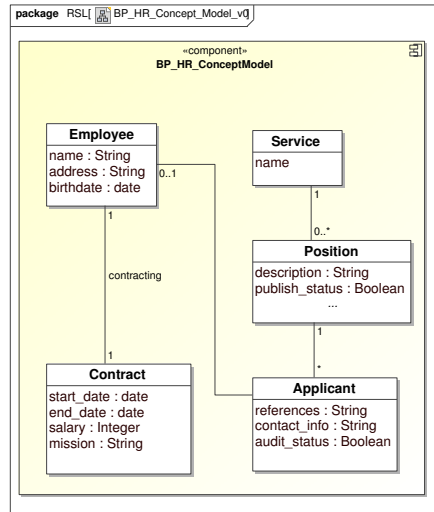 package RSL[ BP_HR_Concept_Model_v0]
«component»
BP_HR_ConceptModel
Employee
name : String
address : String
birthdate : date
0..1
1
contracting
1
Contract
start_date : date
end_date : date
salary : Integer
mission : String
Service
name
1
0..*
Position
description : String
publish_status : Boolean
...
1
*
Applicant
references : String
contact_info : String
audit_status : Boolean